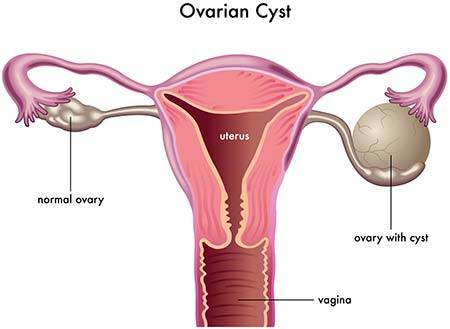 Ovarian Cyst
uterus
normal ovary
ovary with cyst
vagina